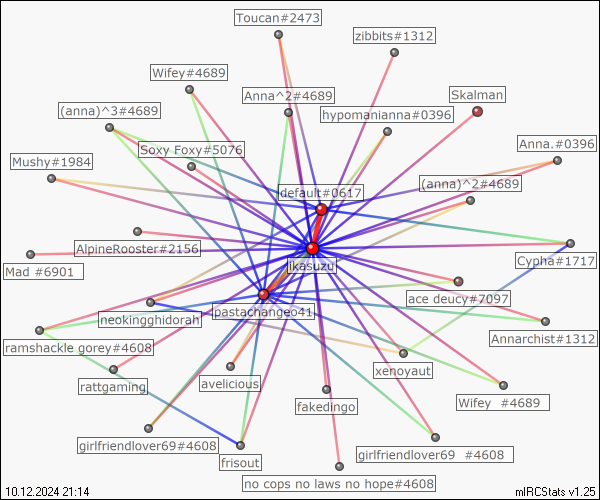 Toucan#2473
zibbits#1312
Wifey#4689
Anna^2#4689
Skalman
(anna)^3#4689
hypomanianna#0396
Soxy Foxy#5076
Anna.#0396
Mushy#1984
default#0617
(anna)^2#4689
AlpineRooster#2156
Cypha#1717
Mad #6901
ikasuzu
ace deucy#7097
neokingghidorah
pastachangeo41
Annarchist#1312
ramshackle gorey#4608
xenoyaut
rattgaming
avelicious
Wifey #4689
fakedingo
girlfriendlover69#4608
girlfriendlover69 #4608
frisout
no cops no laws no hope#4608
10.12.2024 21:14
mIRCStats v1.25